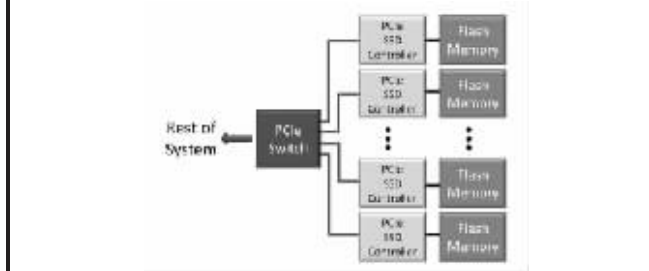 PCIe
SSD
Controller
Flash
Memory
PCIe
SSD
Controller
Flash
Memory
Rest of
System
PCIe
Switch
PCIe
SSD
Controller
Flash
Memory
PCIe
SSD
Controller
Flash
Memory